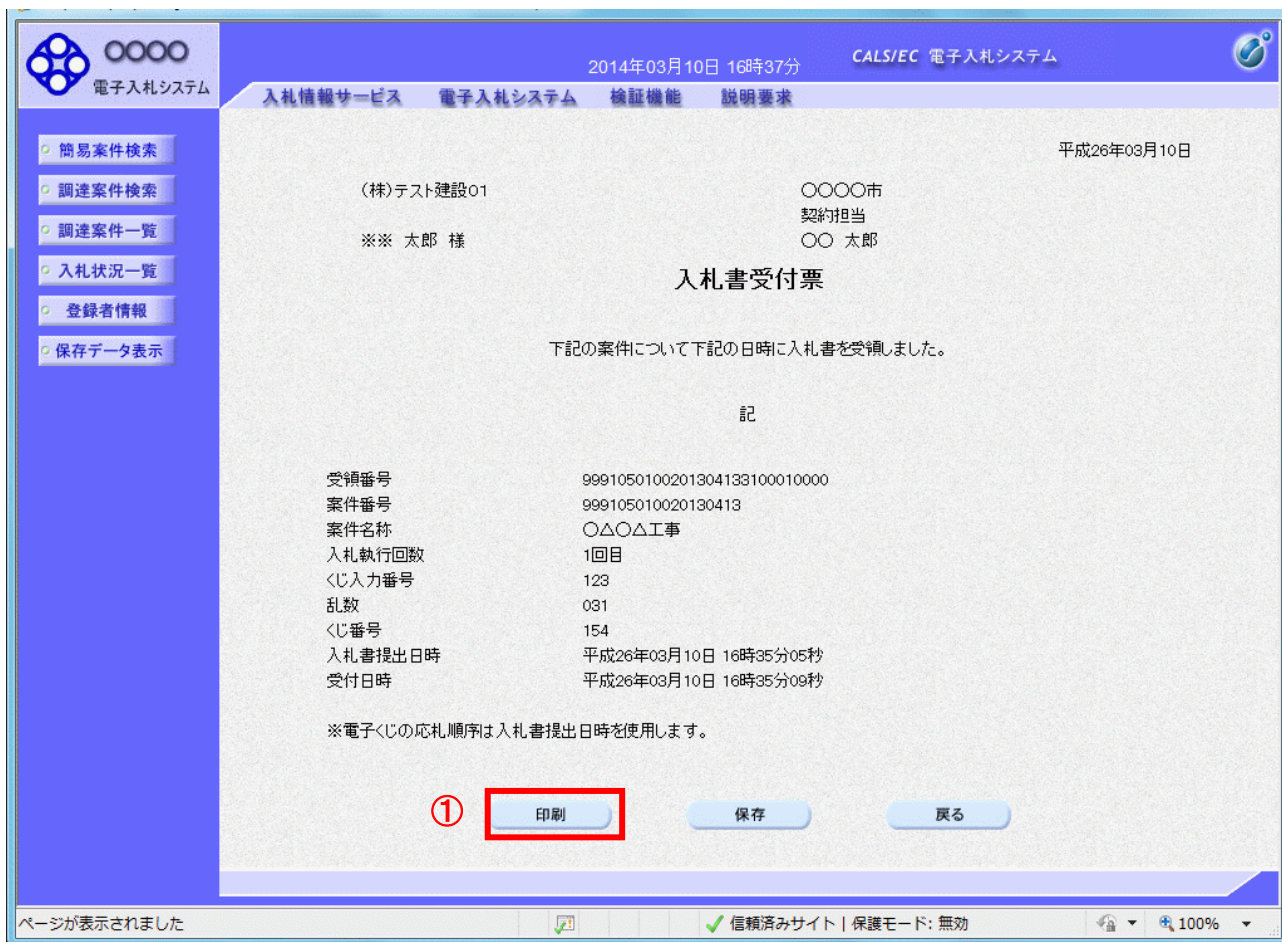 〇〇〇〇
電子入札システム
2014年03月10日 16時37分
CALS/EC 電子入札システム
入札情報サービス 電子入札システム 検証機能 説明要求
簡易案件検索
調達案件検索
調達案件一覧
入札状況一覧
登録者情報
保存データ表示
平成26年03月10日
(株)テスト建設01
〇〇〇〇市
契約担当
※※ 太郎 様
〇〇 太郎
入札書受付票
下記の案件について下記の日時に入札書を受領しました。
記
受領番号 9991050100201304133100010000
案件番号 999105010020130413
案件名称 〇△〇△工事
入札執行回数 1回目
くじ入力番号 123
乱数 031
くじ番号 154
入札書提出日時 平成26年03月10日 16時35分05秒
受付日時 平成26年03月10日 16時35分09秒
※電子くじの応札順序は入札書提出日時を使用します。
① 印刷 保存 戻る
ページが表示されました
信頼済みサイト | 保護モード: 無効
100%